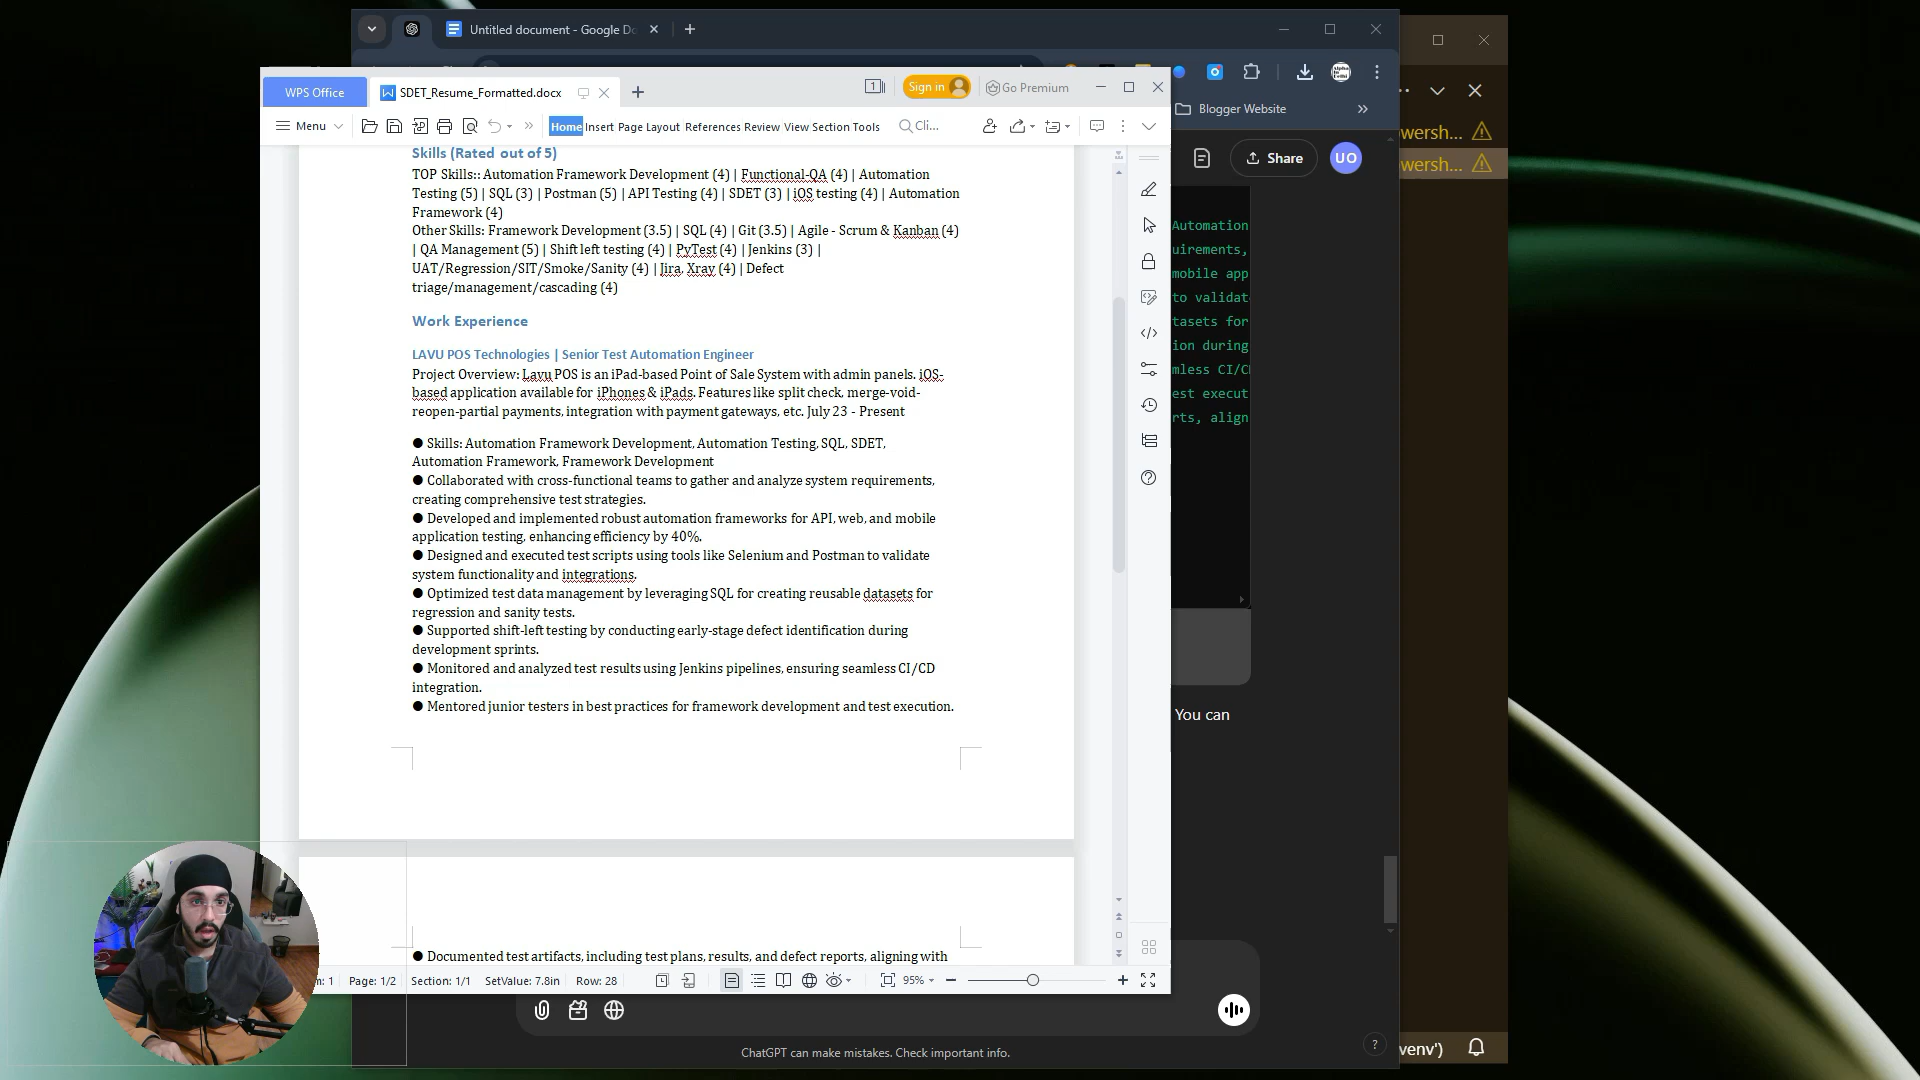 Untitled document - Google Do
WPS Office
SDET_Resume_Formatted.docx
Sign in
Go Premium
Menu
Home Insert Page Layout References Review View Section Tools
Cli...
Blogger Website
Share
UO
owersh...
owersh...
Skills (Rated out of 5)
TOP Skills:: Automation Framework Development (4) | Functional-QA (4) | Automation
Testing (5) | SQL (3) | Postman (5) | API Testing (4) | SDET (3) | iOS testing (4) | Automation
Framework (4)
Other Skills: Framework Development (3.5) | SQL (4) | Git (3.5) | Agile - Scrum & Kanban (4)
| QA Management (5) | Shift left testing (4) | PyTest (4) | Jenkins (3) |
UAT/Regression/SIT/Smoke/Sanity (4) | Jira, Xray (4) | Defect
triage/management/cascading (4)
Work Experience
LAVU POS Technologies | Senior Test Automation Engineer
Project Overview: Lavu POS is an iPad-based Point of Sale System with admin panels. iOS-
based application available for iPhones & iPads. Features like split check, merge-void-
reopen-partial payments, integration with payment gateways, etc. July 23 - Present
● Skills: Automation Framework Development, Automation Testing, SQL, SDET,
Automation Framework, Framework Development
● Collaborated with cross-functional teams to gather and analyze system requirements,
creating comprehensive test strategies.
● Developed and implemented robust automation frameworks for API, web, and mobile
application testing, enhancing efficiency by 40%.
● Designed and executed test scripts using tools like Selenium and Postman to validate
system functionality and integrations.
● Optimized test data management by leveraging SQL for creating reusable datasets for
regression and sanity tests.
● Supported shift-left testing by conducting early-stage defect identification during
development sprints.
● Monitored and analyzed test results using Jenkins pipelines, ensuring seamless CI/CD
integration.
● Mentored junior testers in best practices for framework development and test execution.
● Documented test artifacts, including test plans, results, and defect reports, aligning with
Automation
uirements,
mobile app
to validat
tasets for
ion during
mless CI/C
est execut
rts, align
You can
m: 1
Page: 1/2
Section: 1/1
SetValue: 7.8in
Row: 28
95%
ChatGPT can make mistakes. Check important info.
?
venv')